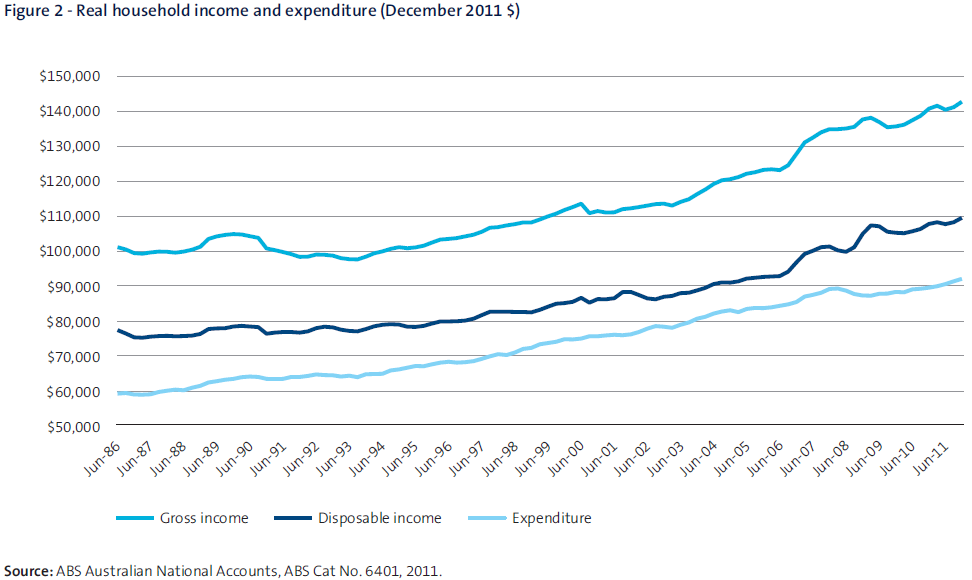 Figure 2 - Real household income and expenditure (December 2011 $)
$150,000
$140,000
$130,000
$120,000
$110,000
$100,000
$90,000
$80,000
$70,000
$60,000
$50,000
Jun-86
Jun-87
Jun-88
Jun-89
Jun-90
Jun-91
Jun-92
Jun-93
Jun-94
Jun-95
Jun-96
Jun-97
Jun-98
Jun-99
Jun-00
Jun-01
Jun-02
Jun-03
Jun-04
Jun-05
Jun-06
Jun-07
Jun-08
Jun-09
Jun-10
Jun-11
Gross income
Disposable income
Expenditure
Source: ABS Australian National Accounts, ABS Cat No. 6401, 2011.